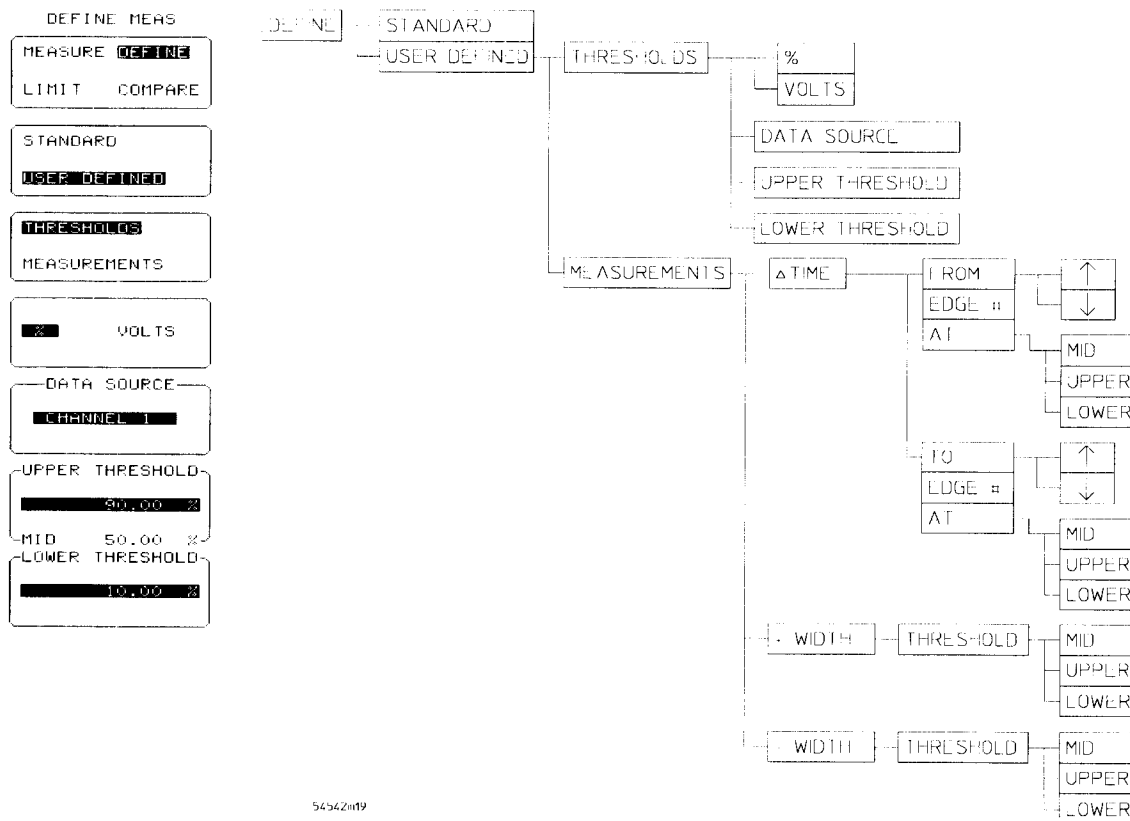 DEFINE MEAS
MEASURE DEFINE
LIMIT COMPARE
STANDARD
USER DEFINED
THRESHOLDS
MEASUREMENTS
% VOLTS
DATA SOURCE
CHANNEL 1
UPPER THRESHOLD
90.00 %
MID 50.00 %
LOWER THRESHOLD
10.00 %
DEFINE
STANDARD
USER DEFINED
THRESHOLDS
%
VOLTS
DATA SOURCE
UPPER THRESHOLD
LOWER THRESHOLD
MEASUREMENTS
Δ TIME
FROM
EDGE #
AT
↑
↓
MID
UPPER
LOWER
TO
EDGE #
AT
↑
↓
MID
UPPER
LOWER
WIDTH
THRESHOLD
MID
UPPER
LOWER
- WIDTH
THRESHOLD
MID
UPPER
LOWER
54542m19